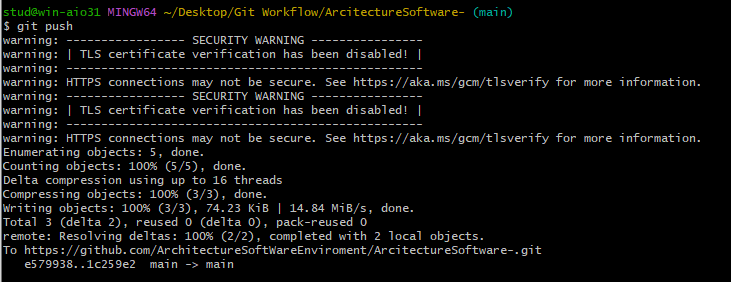 stud@win-aio31 MINGW64 ~/Desktop/Git Workflow/ArcitectureSoftware- (main)
$ git push
warning: ----------------- SECURITY WARNING ----------------
warning: | TLS certificate verification has been disabled! |
warning: ---------------------------------------------------
warning: HTTPS connections may not be secure. See https://aka.ms/gcm/tlsverify for more information.
warning: ----------------- SECURITY WARNING ----------------
warning: | TLS certificate verification has been disabled! |
warning: ---------------------------------------------------
warning: HTTPS connections may not be secure. See https://aka.ms/gcm/tlsverify for more information.
Enumerating objects: 5, done.
Counting objects: 100% (5/5), done.
Delta compression using up to 16 threads
Compressing objects: 100% (3/3), done.
Writing objects: 100% (3/3), 74.23 KiB | 14.84 MiB/s, done.
Total 3 (delta 2), reused 0 (delta 0), pack-reused 0
remote: Resolving deltas: 100% (2/2), completed with 2 local objects.
To https://github.com/ArchitectureSoftWareEnviroment/ArcitectureSoftware-.git
   e579938..1c259e2  main -> main